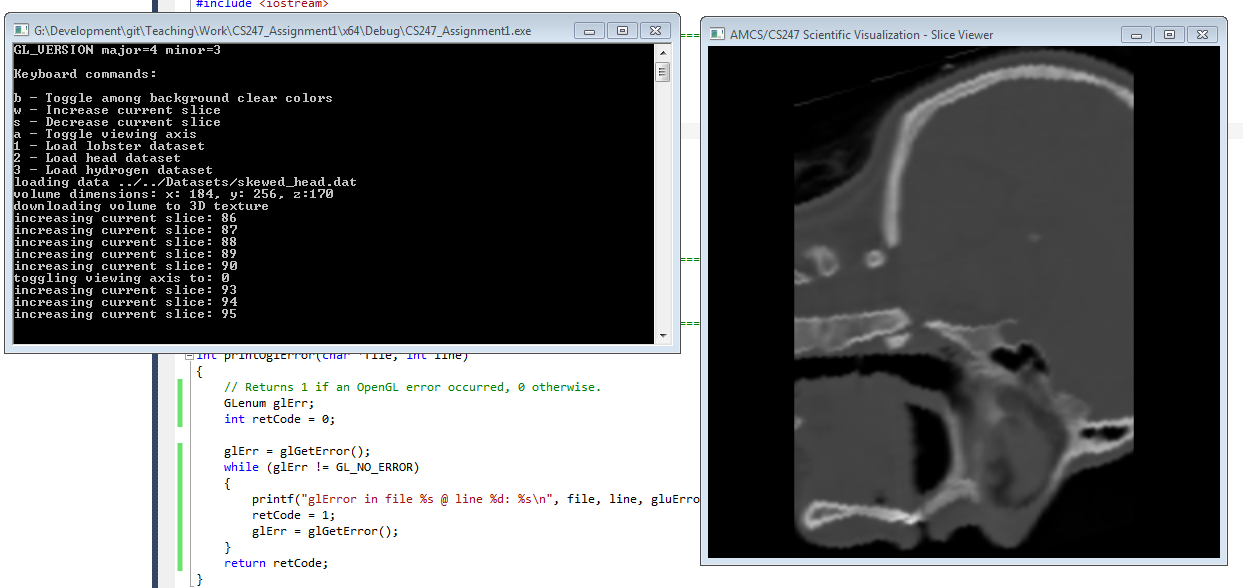 #include <iostream>
G:\Development\git\Teaching\Work\CS247_Assignment1\x64\Debug\CS247_Assignment1.exe
GL_VERSION major=4 minor=3
Keyboard commands:
b - Toggle among background clear colors
w - Increase current slice
s - Decrease current slice
a - Toggle viewing axis
1 - Load lobster dataset
2 - Load head dataset
3 - Load hydrogen dataset
loading data ../../Datasets/skewed_head.dat
volume dimensions: x: 184, y: 256, z:170
downloading volume to 3D texture
increasing current slice: 86
increasing current slice: 87
increasing current slice: 88
increasing current slice: 89
increasing current slice: 90
toggling viewing axis to: 0
increasing current slice: 93
increasing current slice: 94
increasing current slice: 95
int printOglError(char *file, int line)
{
// Returns 1 if an OpenGL error occurred, 0 otherwise.
GLenum glErr;
int retCode = 0;
glErr = glGetError();
while (glErr != GL_NO_ERROR)
{
printf("glError in file %s @ line %d: %s\n", file, line, gluErro
retCode = 1;
glErr = glGetError();
}
return retCode;
}
AMCS/CS247 Scientific Visualization - Slice Viewer